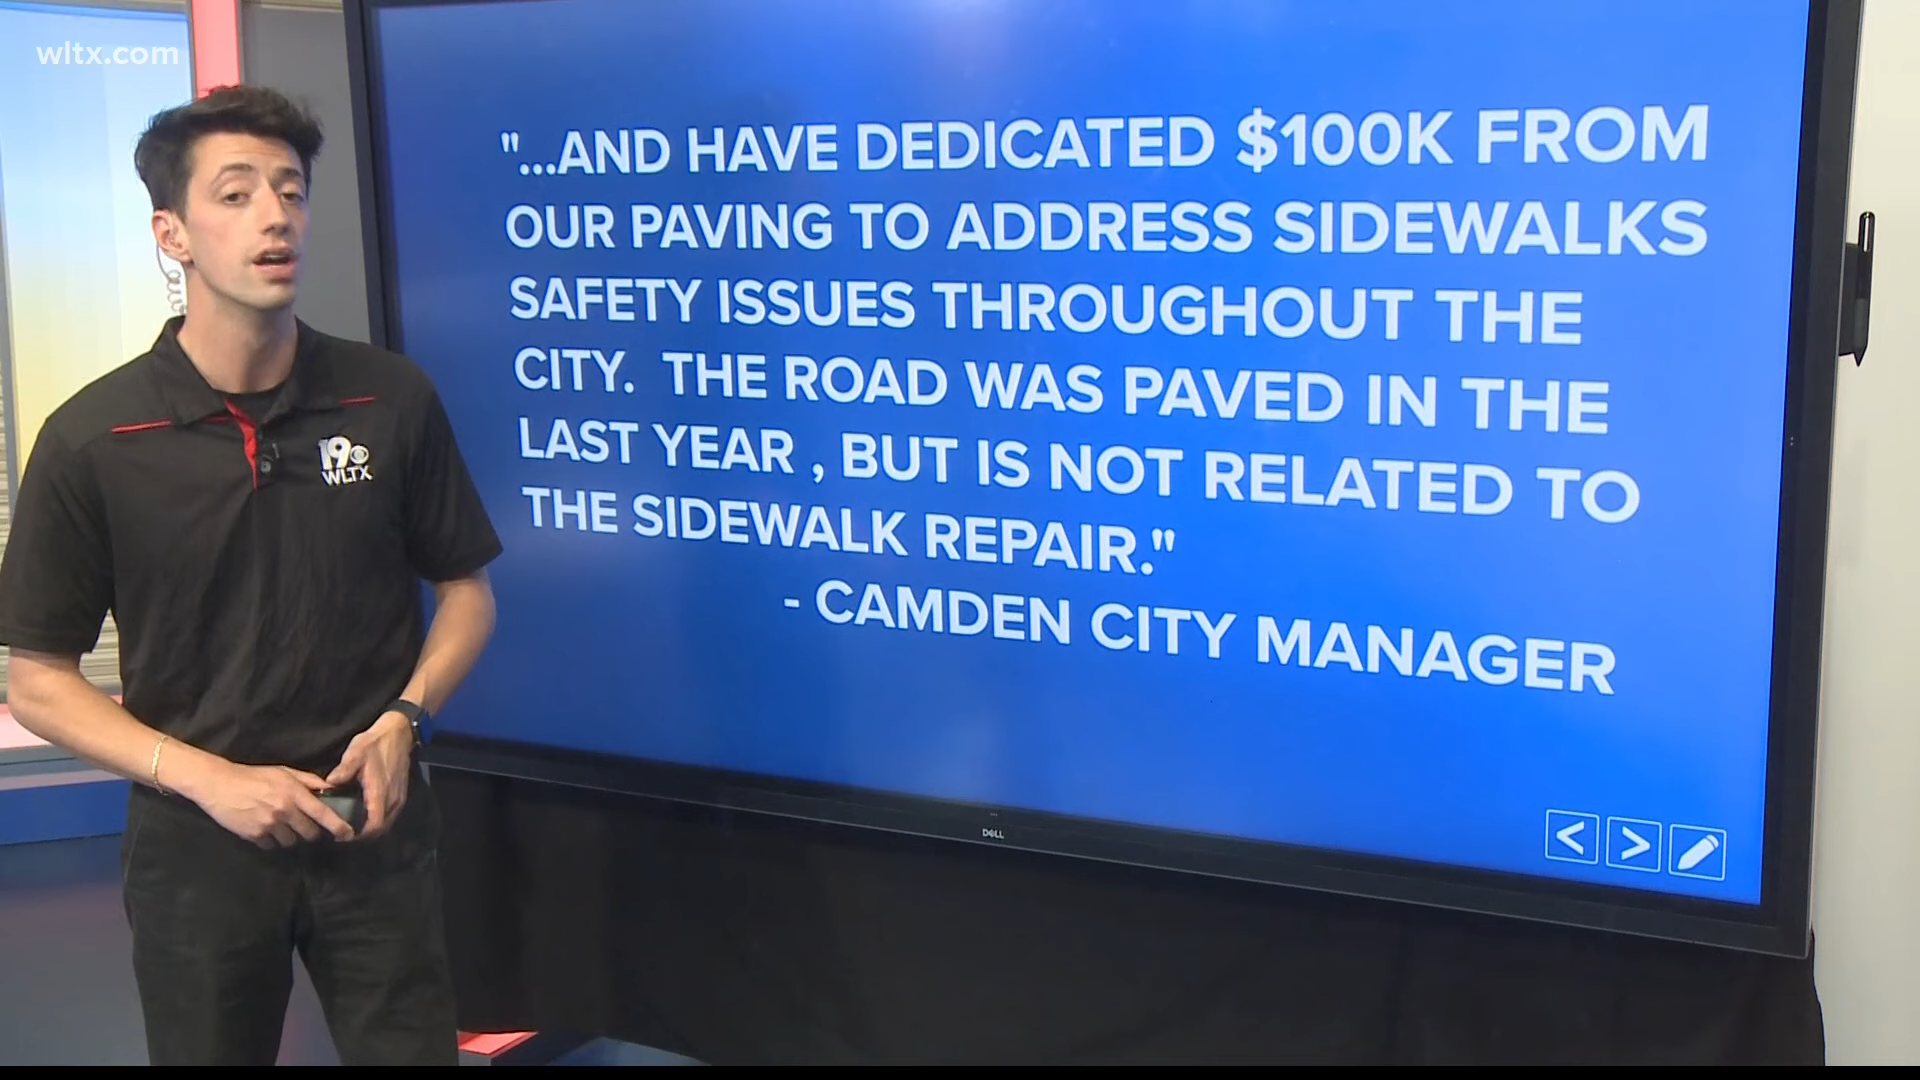 wltx.com
"...AND HAVE DEDICATED $100K FROM
OUR PAVING TO ADDRESS SIDEWALKS
SAFETY ISSUES THROUGHOUT THE
CITY. THE ROAD WAS PAVED IN THE
LAST YEAR , BUT IS NOT RELATED TO
THE SIDEWALK REPAIR."
- CAMDEN CITY MANAGER
19
WLTX
DELL